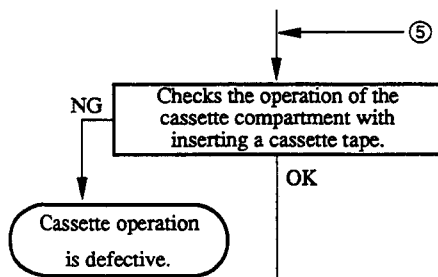 ⑤
Checks the operation of the
cassette compartment with
inserting a cassette tape.
NG
OK
Cassette operation
is defective.